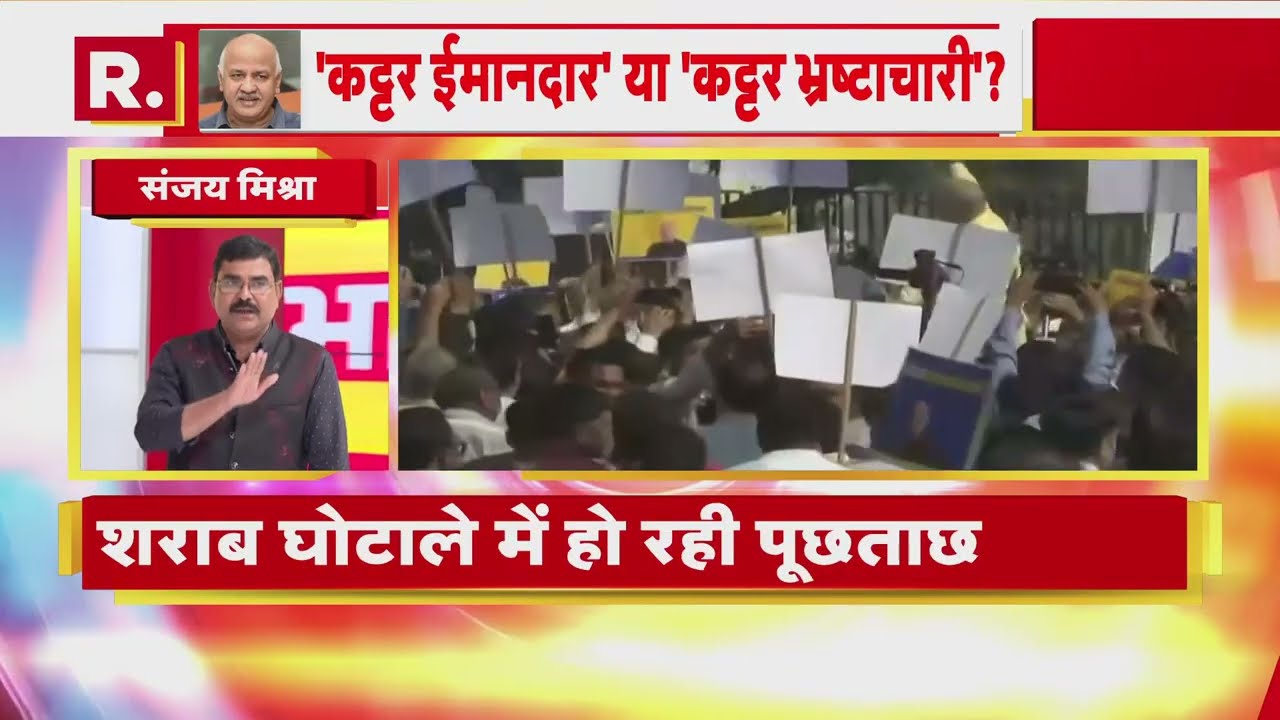 R.
'कट्टर ईमानदार' या 'कट्टर भ्रष्टाचारी'?
संजय मिश्रा
भा
शराब घोटाले में हो रही पूछताछ